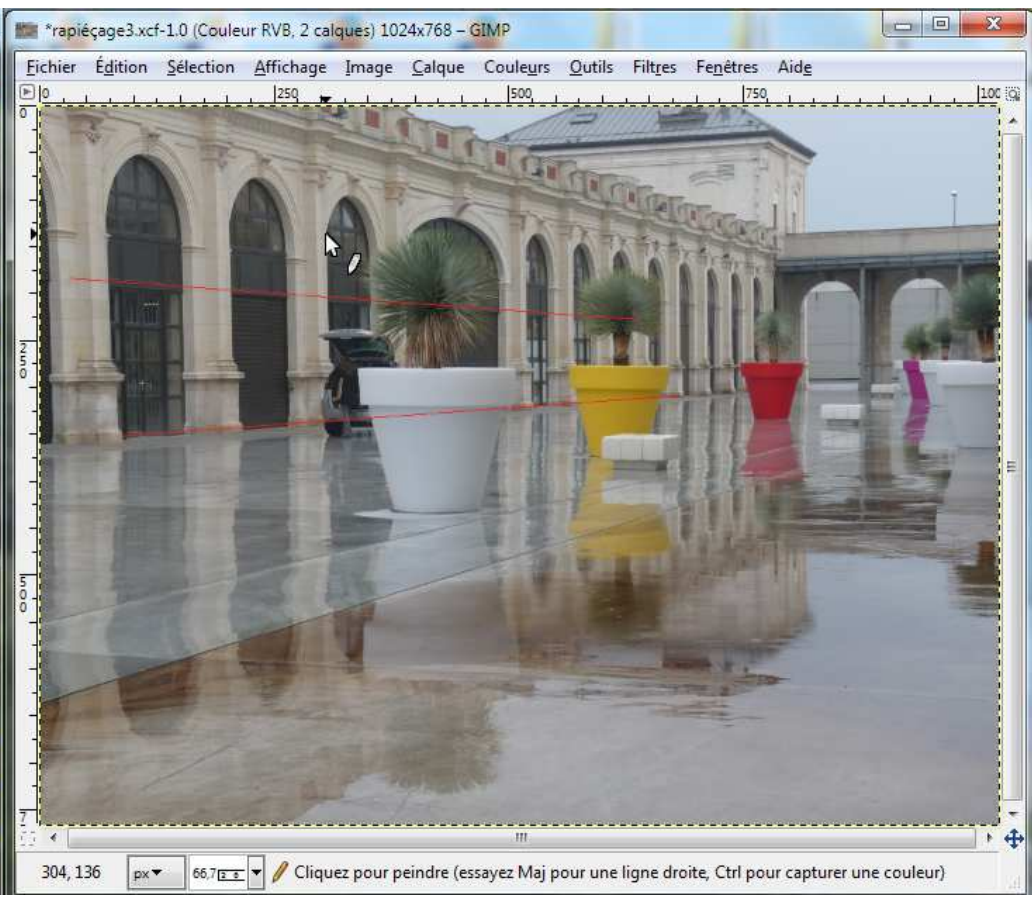 *rapiéçage3.xcf-1.0 (Couleur RVB, 2 calques) 1024x768 – GIMP
Fichier Édition Sélection Affichage Image Calque Couleurs Outils Filtres Fenêtres Aide
0 250 500 750 100
0
250
500
7
304, 136 px 66,7 Cliquez pour peindre (essayez Maj pour une ligne droite, Ctrl pour capturer une couleur)